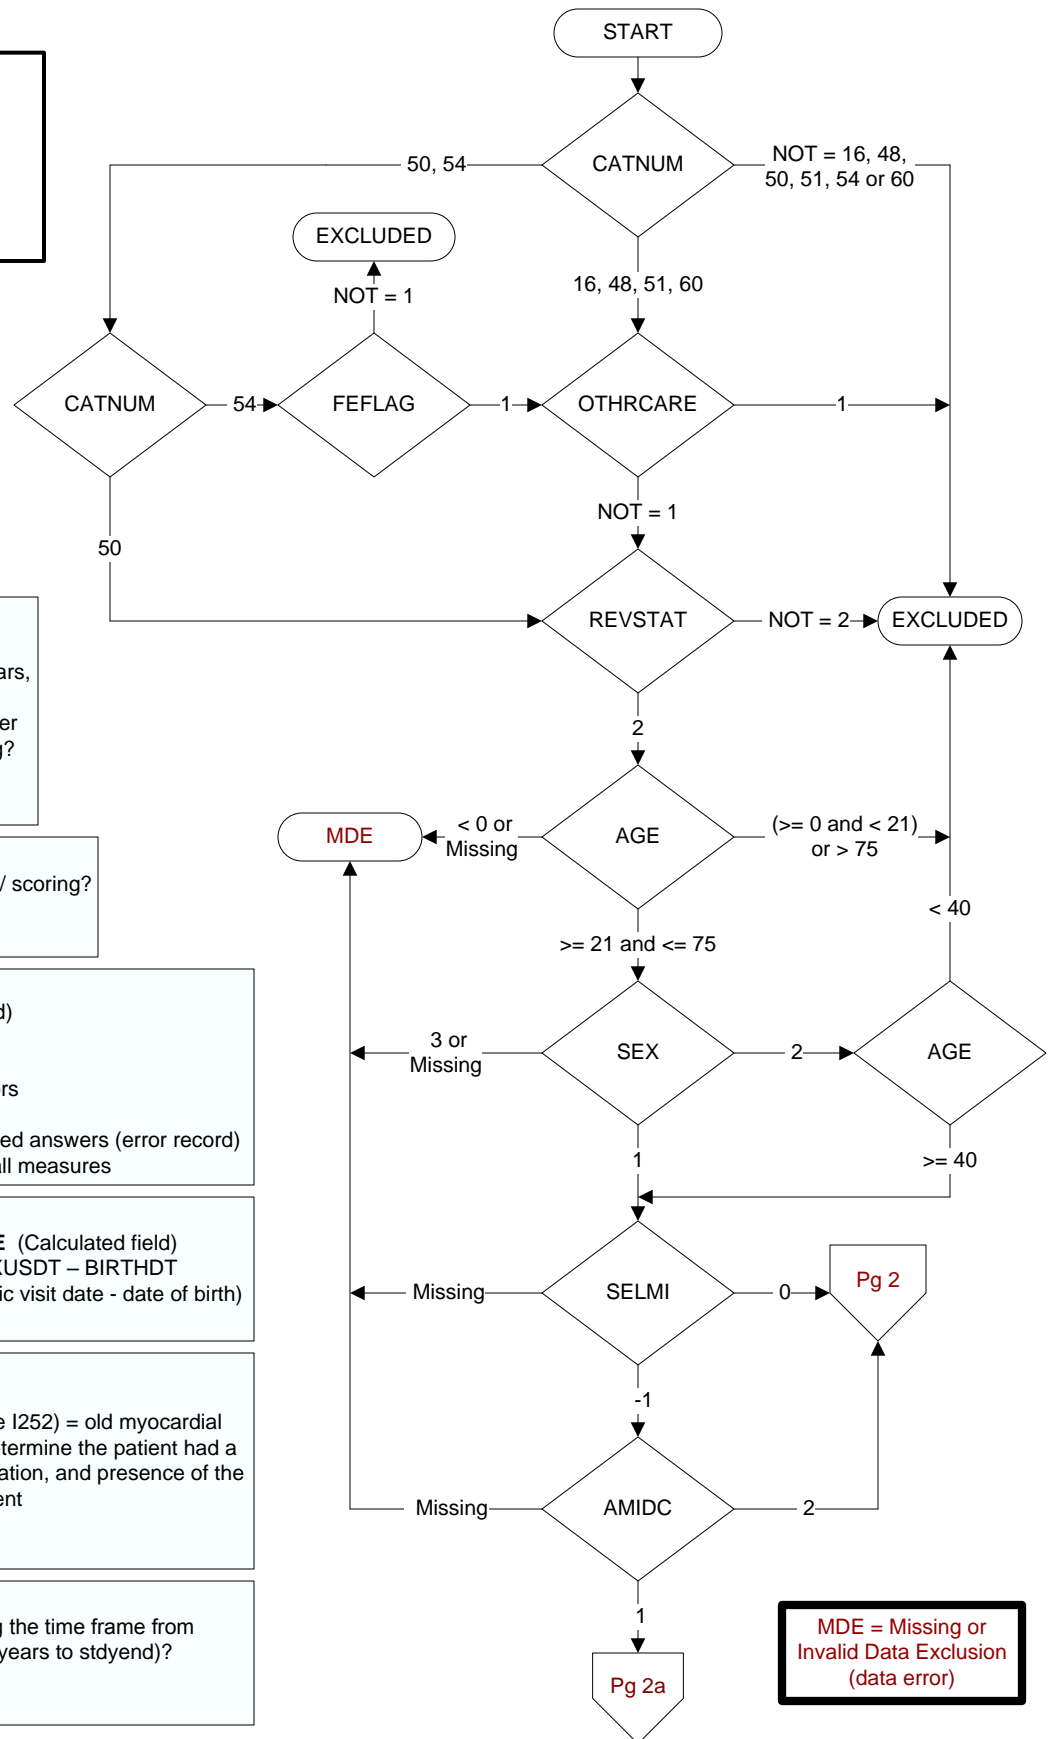 START
CATNUM
50, 54
NOT = 16, 48,
50, 51, 54 or 60
EXCLUDED
NOT = 1
16, 48, 51, 60
CATNUM
54
FEFLAG
1
OTHRCARE
1
NOT = 1
50
REVSTAT
NOT = 2
EXCLUDED
2
MDE
< 0 or
Missing
AGE
(>= 0 and < 21)
or > 75
< 40
>= 21 and <= 75
3 or
Missing
SEX
2
AGE
1
>= 40
Missing
SELMI
0
Pg 2
-1
Missing
AMIDC
2
1
Pg 2a
MDE = Missing or
Invalid Data Exclusion
(data error)
ars,
er
g?
/ scoring?
d)
rs
ed answers (error record)
all measures
E (Calculated field)
XUSDT – BIRTHDT
ic visit date - date of birth)
e I252) = old myocardial
etermine the patient had a
ation, and presence of the
ent
g the time frame from
years to stdyend)?